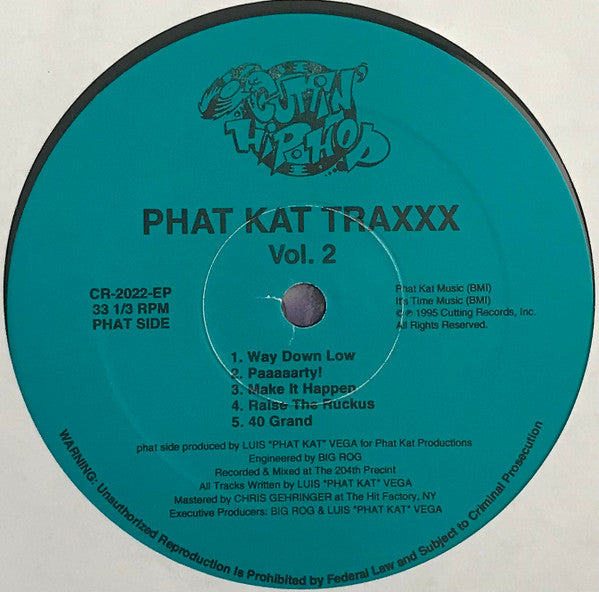 CUTTIN'
HIP HOP
PHAT KAT TRAXXX
Vol. 2
CR-2022-EP
33 1/3 RPM
PHAT SIDE
Phat Kat Music (BMI)
It's Time Music (BMI)
© ℗ 1995 Cutting Records, Inc.
All Rights Reserved.
1. Way Down Low
2. Paaaaarty!
3. Make It Happen
4. Raise The Ruckus
5. 40 Grand
phat side produced by LUIS "PHAT KAT" VEGA for Phat Kat Productions
Engineered by BIG ROG
Recorded & Mixed at The 204th Precint
All Tracks Written by LUIS "PHAT KAT" VEGA
Mastered by CHRIS GEHRINGER at The Hit Factory, NY
Executive Producers: BIG ROG & LUIS "PHAT KAT" VEGA
WARNING: Unauthorized Reproduction is Prohibited by Federal Law and Subject to Criminal Prosecution